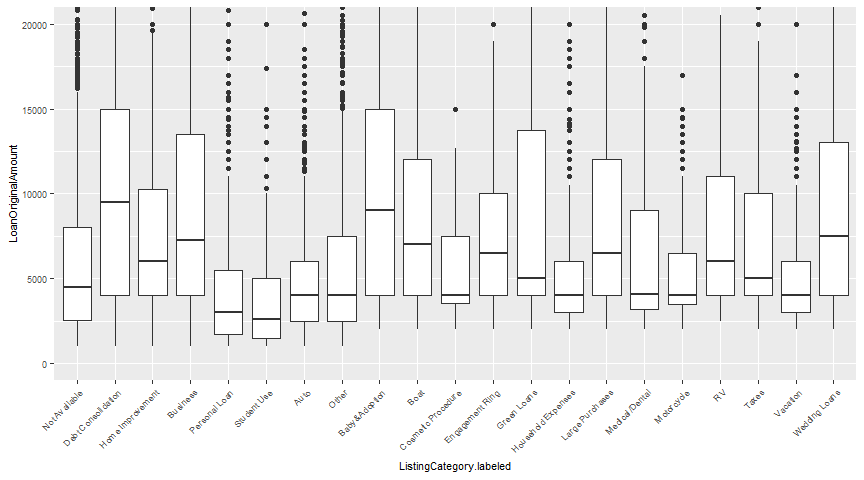 LoanOriginalAmount
20000
15000
10000
5000
0
Not Available
Debt Consolidation
Home Improvement
Business
Personal Loan
Student Use
Auto
Other
Baby&Adoption
Boat
Cosmetic Procedure
Engagement Ring
Green Loans
Household Expenses
Large Purchases
Medical/Dental
Motorcycle
RV
Taxes
Vacation
Wedding Loans
ListingCategory.labeled